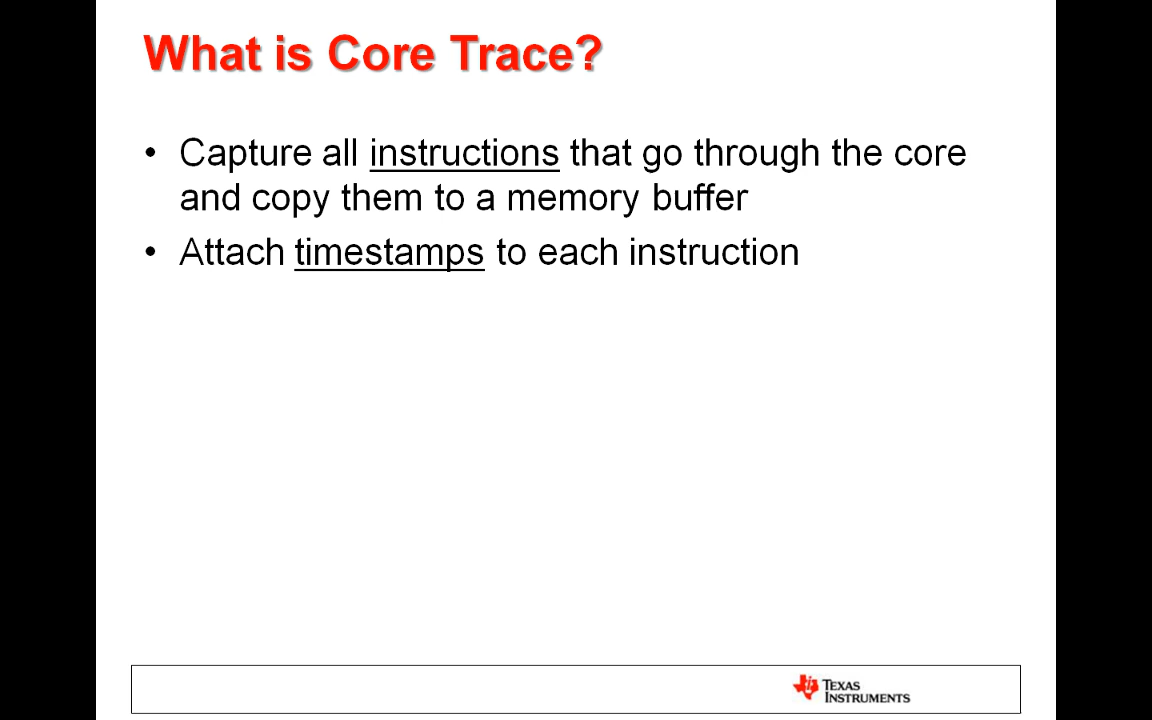 What is Core Trace?
• Capture all instructions that go through the core
and copy them to a memory buffer
• Attach timestamps to each instruction
TEXAS
INSTRUMENTS